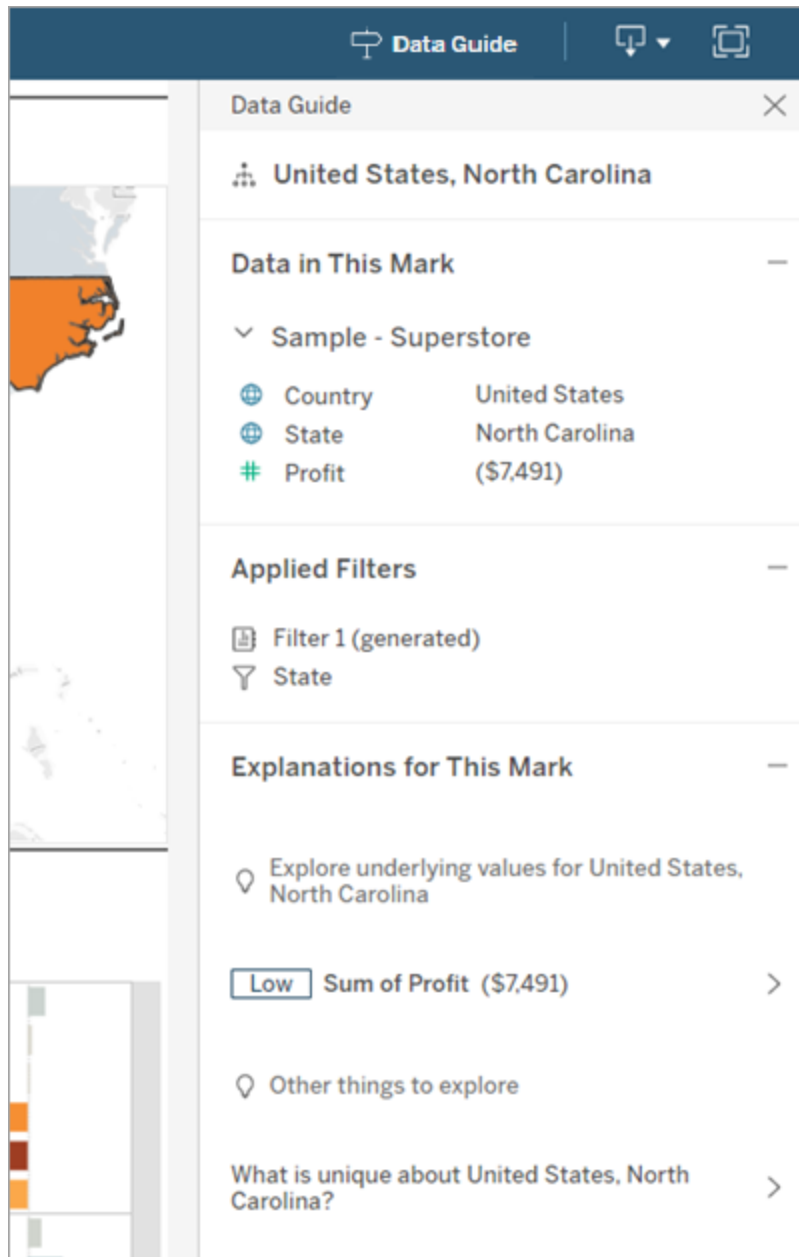 Data Guide
Data Guide
United States, North Carolina
Data in This Mark
Sample - Superstore
Country United States
State North Carolina
Profit ($7,491)
Applied Filters
Filter 1 (generated)
State
Explanations for This Mark
Explore underlying values for United States,
North Carolina
Low Sum of Profit ($7,491)
Other things to explore
What is unique about United States, North
Carolina?